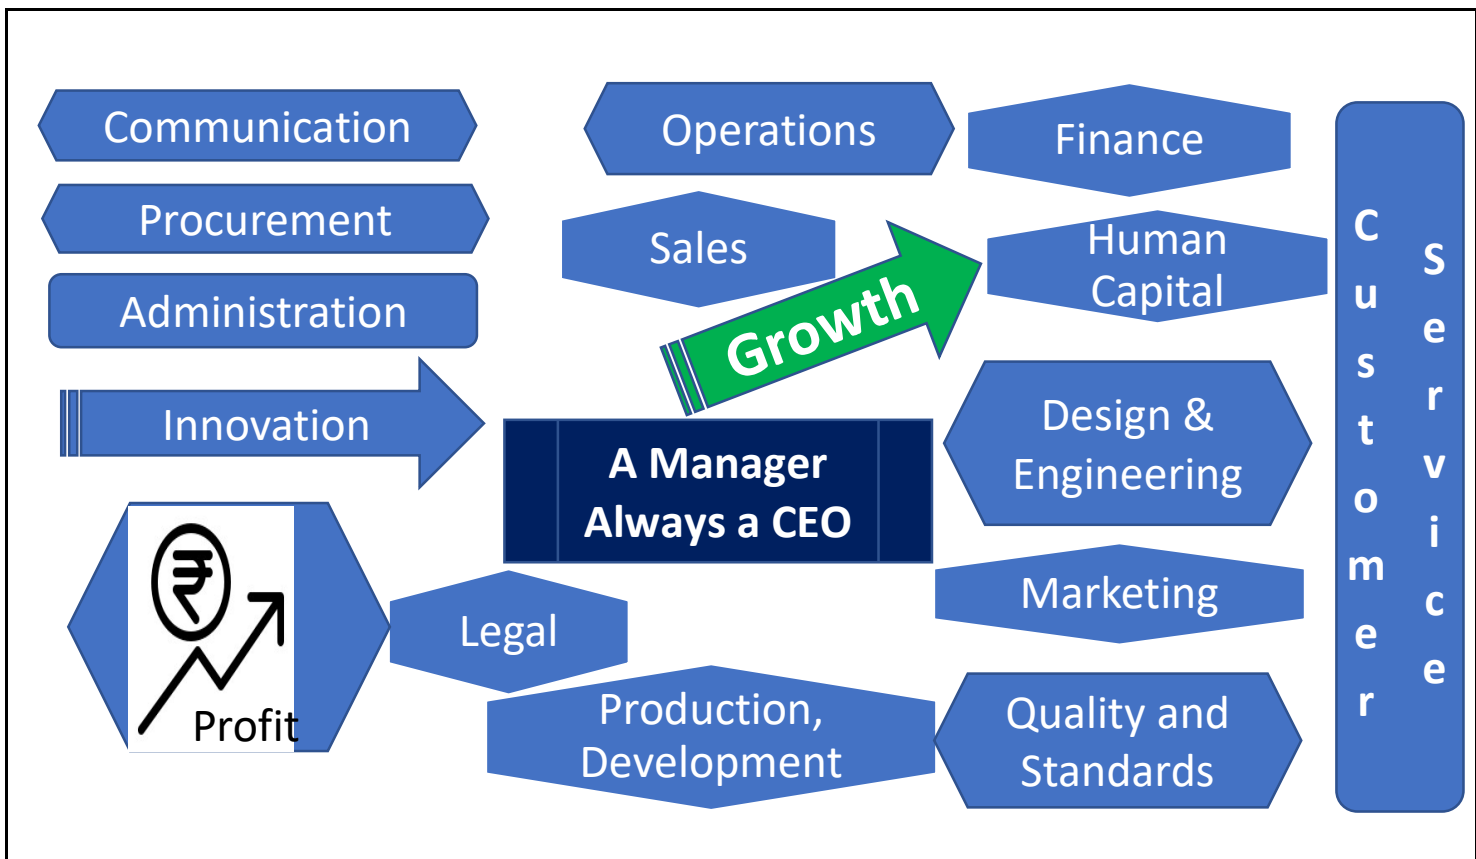 Communication
Procurement
Administration
Innovation
₹
Profit
Operations
Finance
Sales
Human
Capital
Growth
A Manager
Always a CEO
Design &
Engineering
Legal
Marketing
Production,
Development
Quality and
Standards
Customer
Service